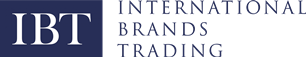 IBT
INTERNATIONAL
BRANDS
TRADING